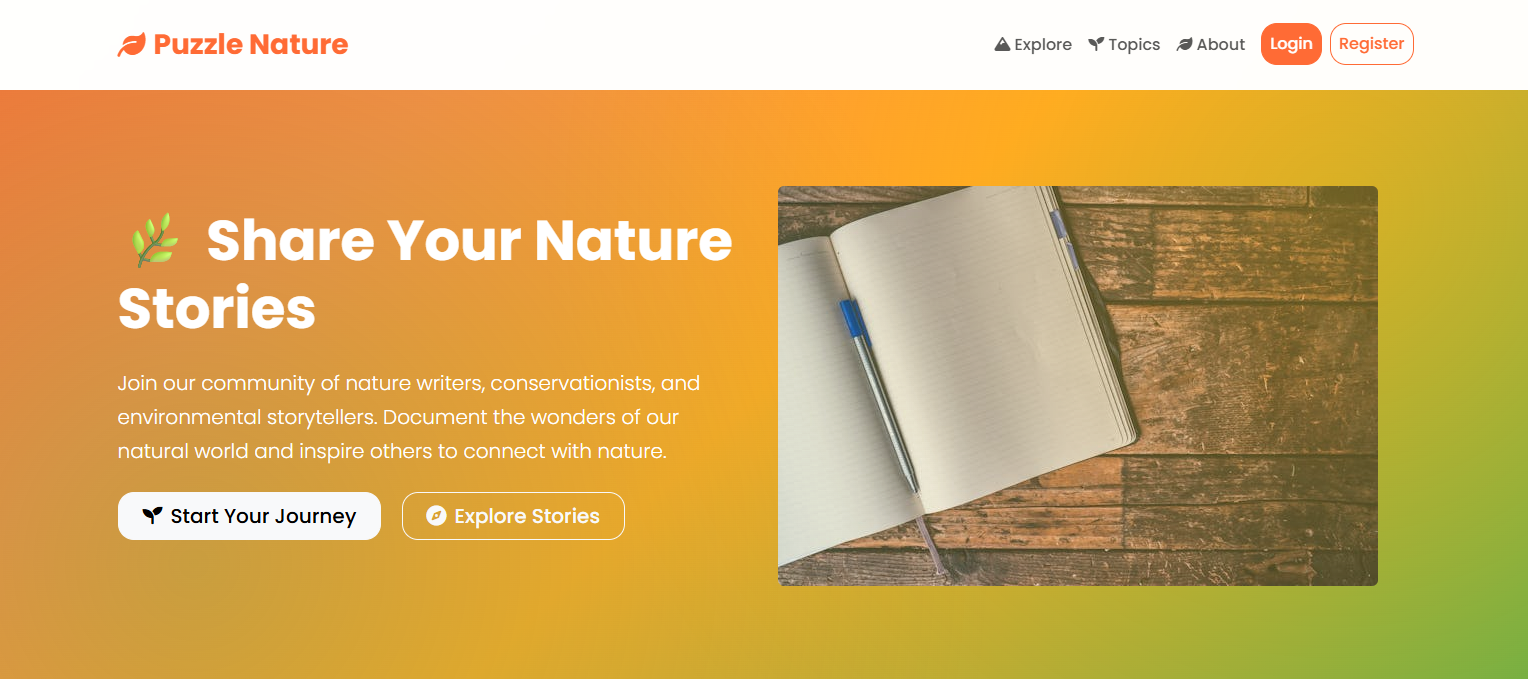 Puzzle Nature
Explore
Topics
About
Login
Register
Share Your Nature
Stories
Join our community of nature writers, conservationists, and
environmental storytellers. Document the wonders of our
natural world and inspire others to connect with nature.
Start Your Journey
Explore Stories